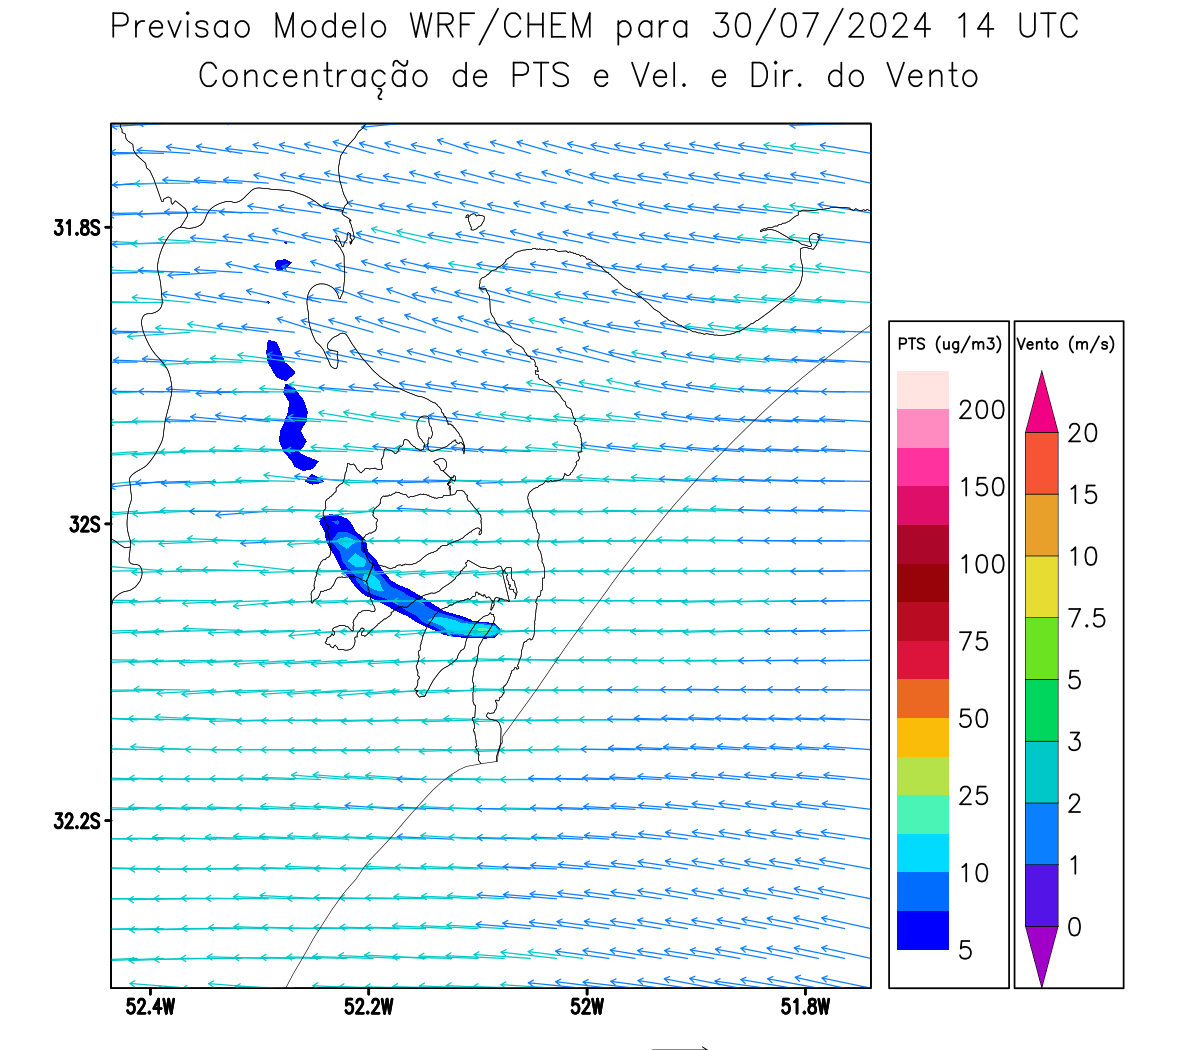 Previsao Modelo WRF/CHEM para 30/07/2024 14 UTC
Concentração de PTS e Vel. e Dir. do Vento
31.8S
32S
32.2S
52.4W 52.2W 52W 51.8W
PTS (ug/m3)
200
150
100
75
50
25
10
5
Vento (m/s)
20
15
10
7.5
5
3
2
1
0